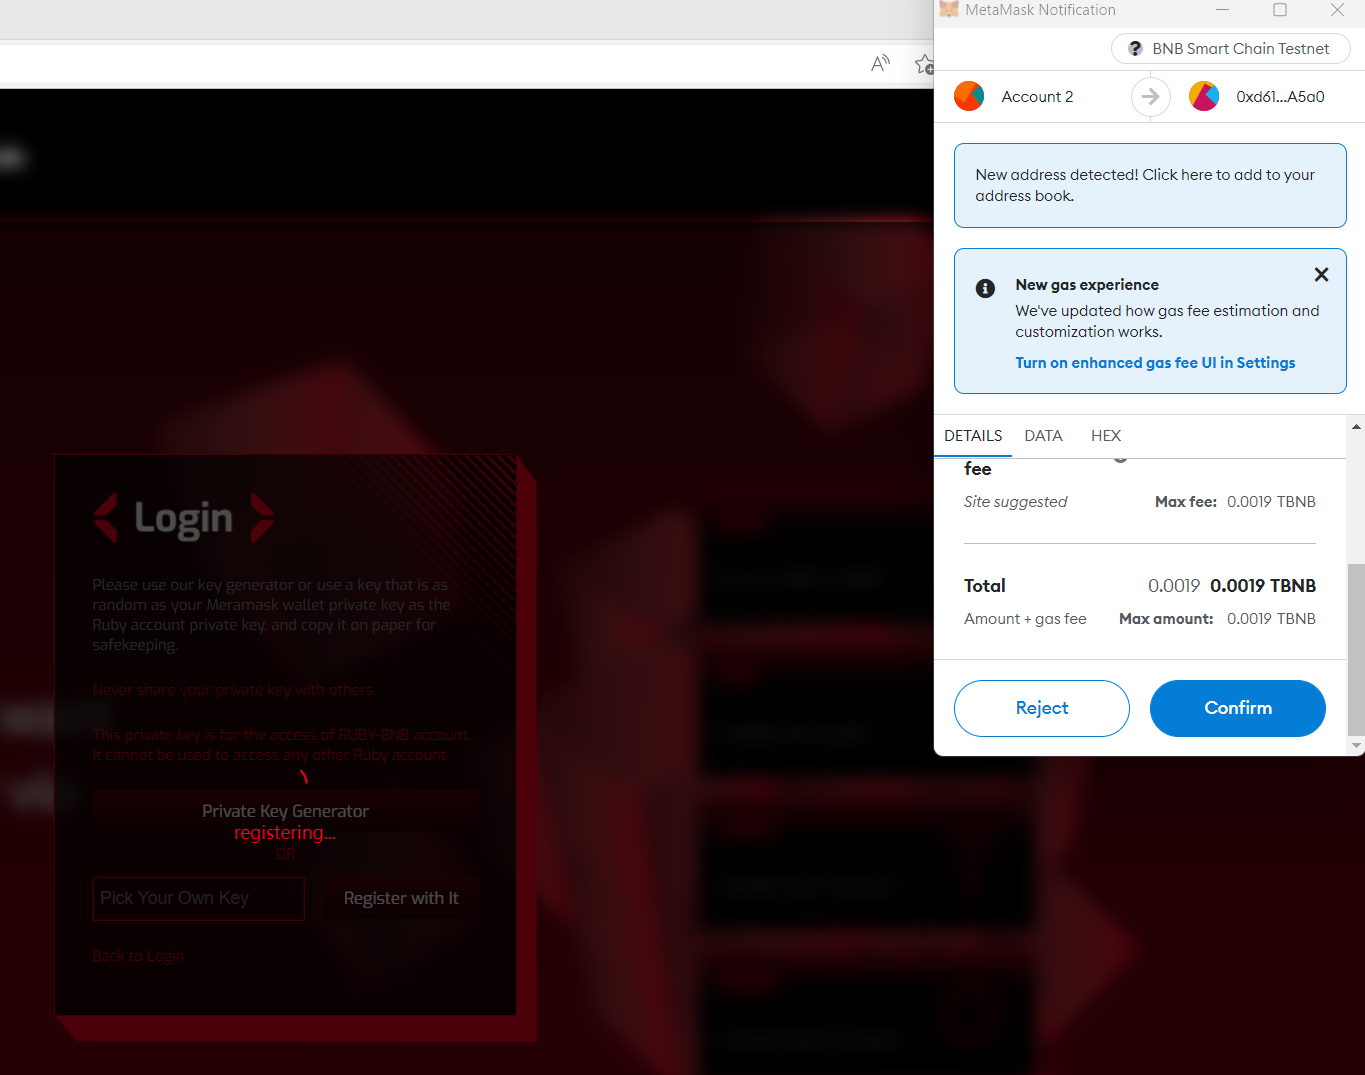 MetaMask Notification
BNB Smart Chain Testnet
Account 2
0xd61...A5a0
New address detected! Click here to add to your
address book.
New gas experience
We've updated how gas fee estimation and
customization works.
Turn on enhanced gas fee UI in Settings
DETAILS DATA HEX
fee
Site suggested Max fee: 0.0019 TBNB
Total 0.0019 0.0019 TBNB
Amount + gas fee Max amount: 0.0019 TBNB
Reject Confirm
Login
Please use our key generator or use a key that is as
random as your Meramask wallet private key as the
Ruby account private key, and copy it on paper for
safekeeping.
Never share your private key with others.
This private key is for the access of RUBY-BNB account
it cannot be used to access any other Ruby account.
Private Key Generator
registering...
OR
Pick Your Own Key Register with It
Back to Login